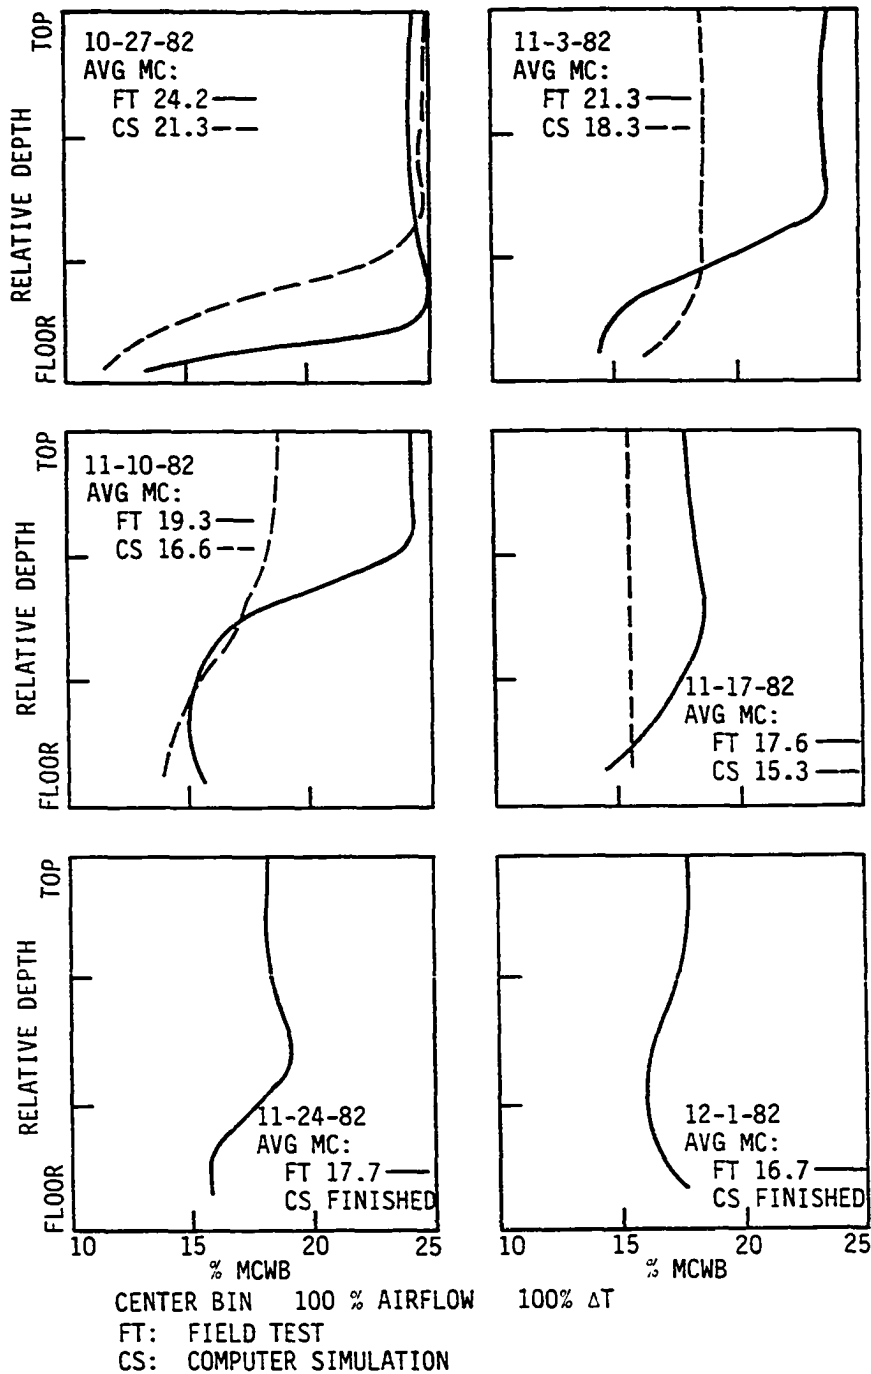 TOP
RELATIVE DEPTH
FLOOR
10-27-82
AVG MC:
FT 24.2
CS 21.3
11-3-82
AVG MC:
FT 21.3
CS 18.3
TOP
RELATIVE DEPTH
FLOOR
11-10-82
AVG MC:
FT 19.3
CS 16.6
11-17-82
AVG MC:
FT 17.6
CS 15.3
TOP
RELATIVE DEPTH
FLOOR
11-24-82
AVG MC:
FT 17.7
CS FINISHED
12-1-82
AVG MC:
FT 16.7
CS FINISHED
10 15 20 25
% MCWB
10 15 20 25
% MCWB
CENTER BIN 100 % AIRFLOW 100% ΔT
FT: FIELD TEST
CS: COMPUTER SIMULATION